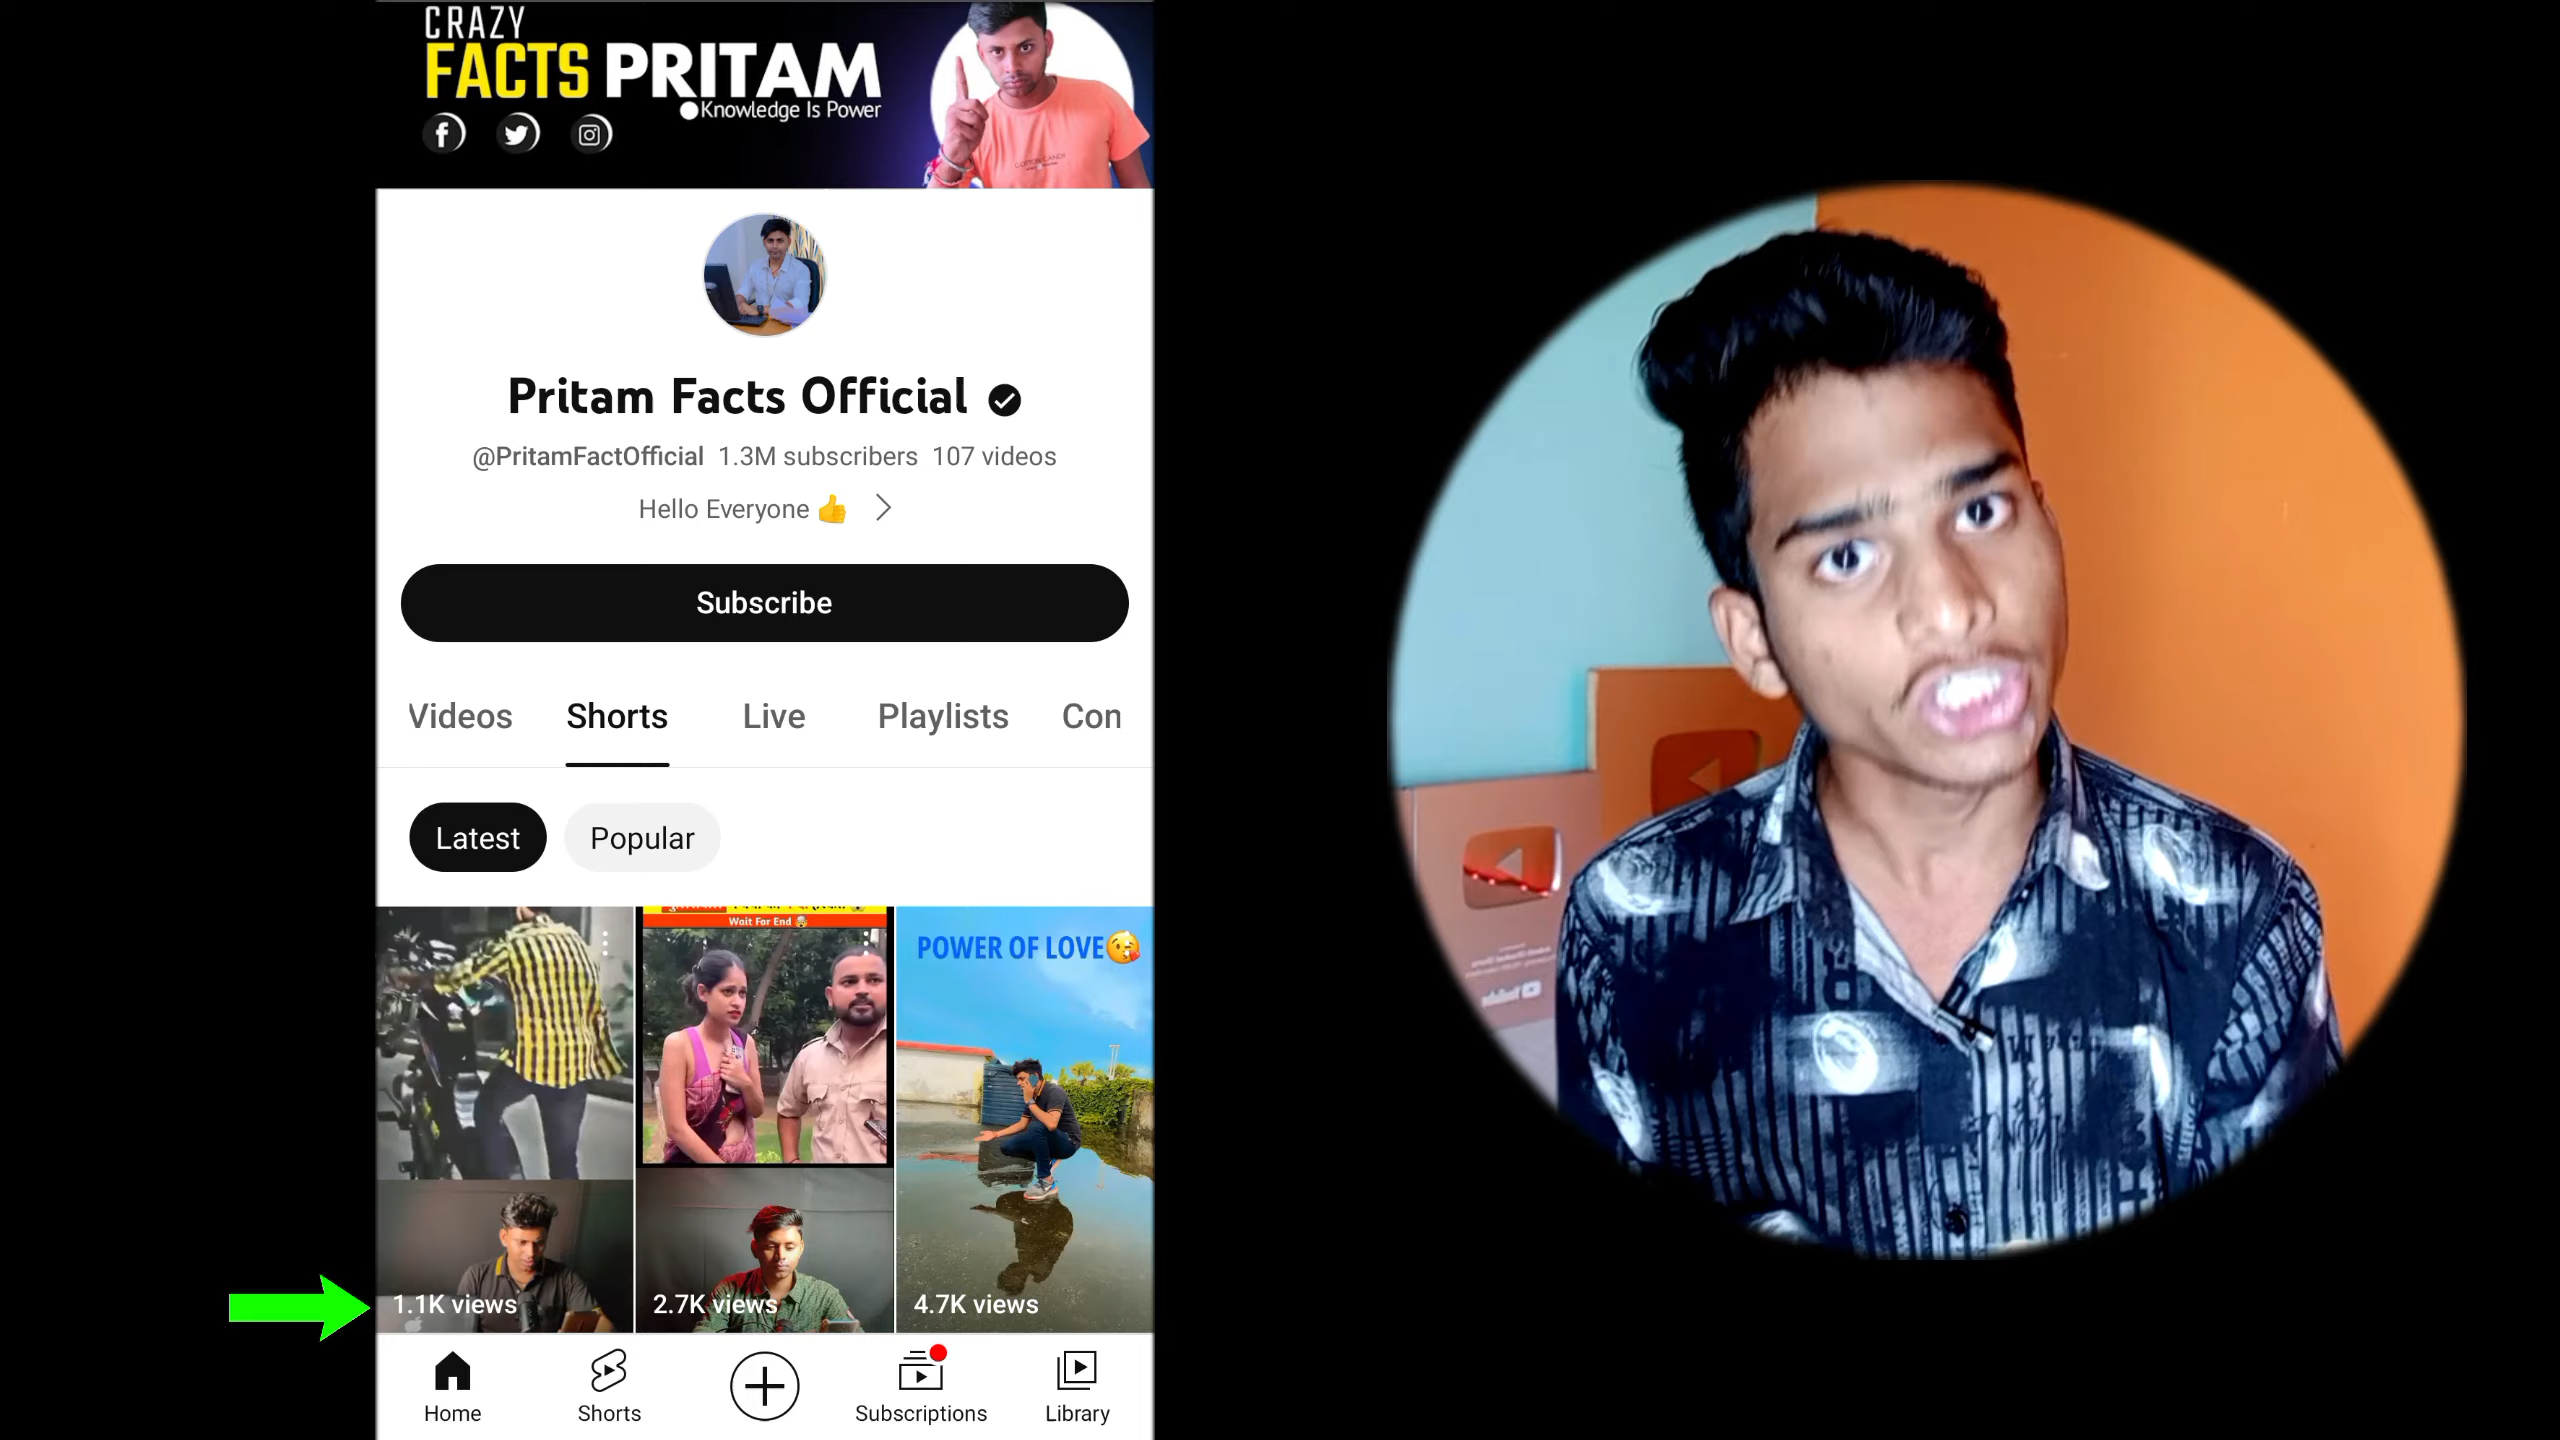 CRAZY
FACTS PRITAM
Knowledge Is Power
COTTON CANDY
Pritam Facts Official
@PritamFactOfficial 1.3M subscribers 107 videos
Hello Everyone 👍 >
Subscribe
Videos Shorts Live Playlists Con
Latest Popular
Wait For End
POWER OF LOVE😘
1.1K views 2.7K views 4.7K views
Home Shorts Subscriptions Library